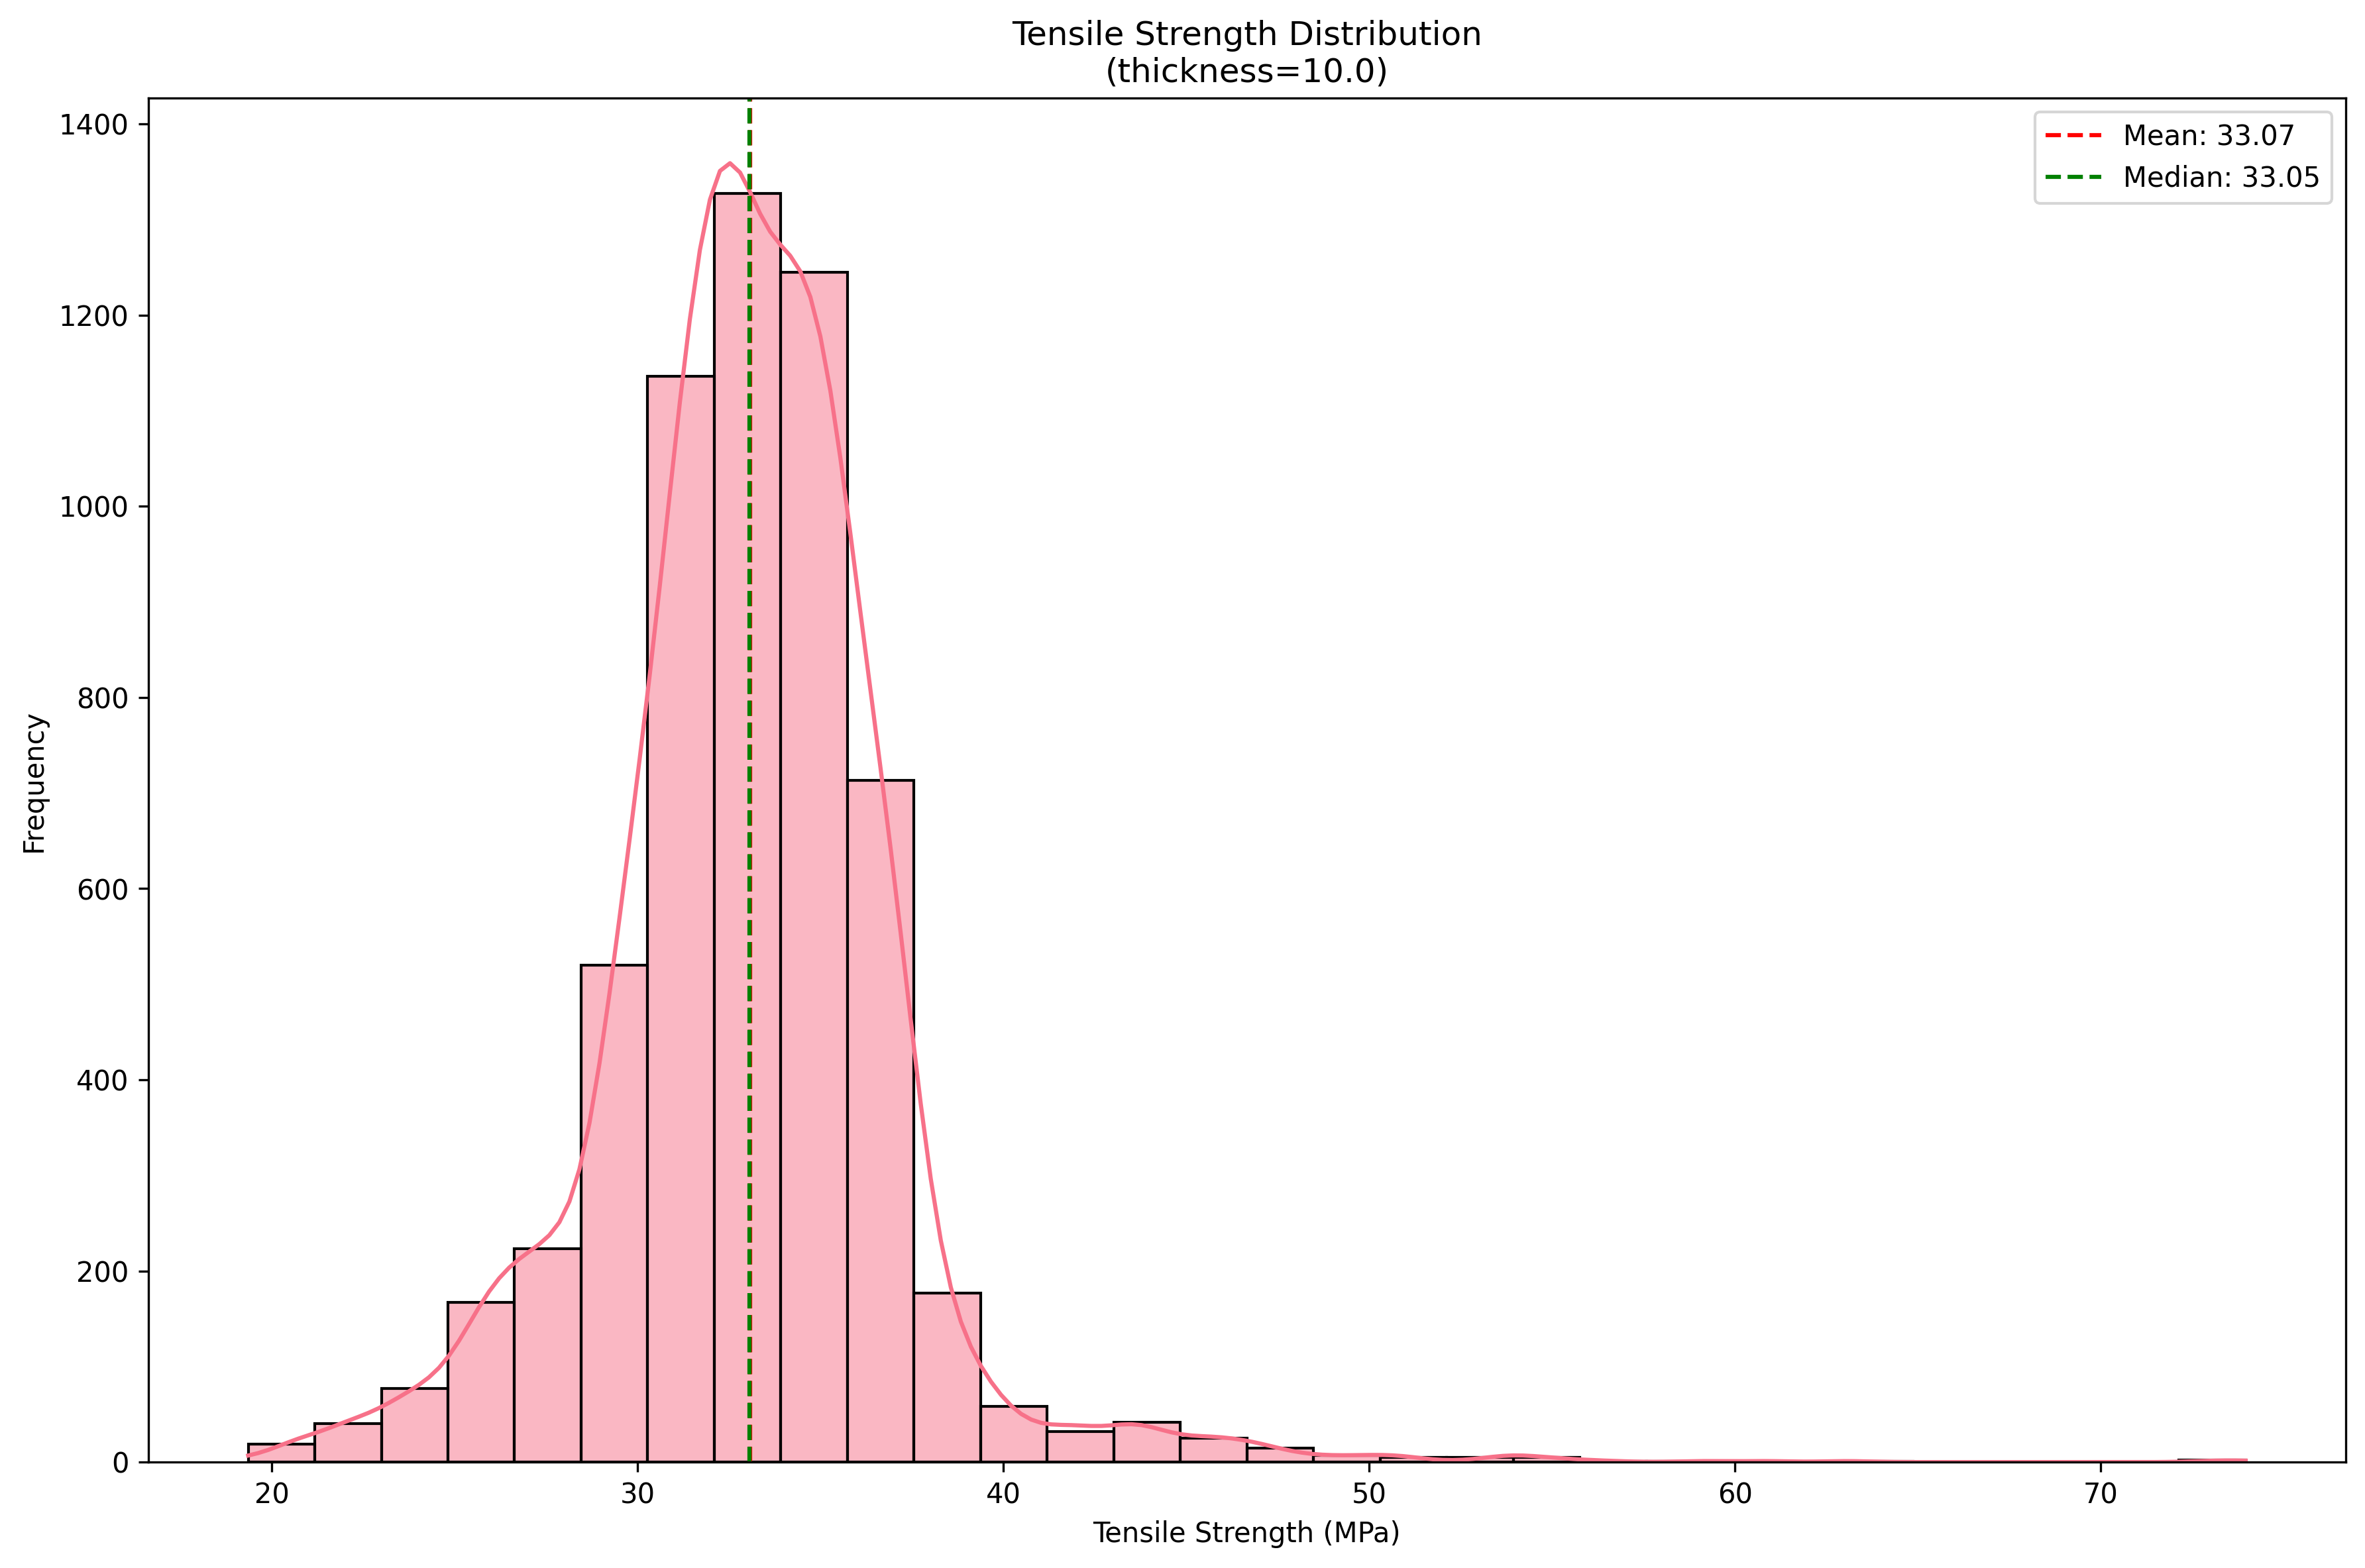 Tensile Strength Distribution
(thickness=10.0)
Mean: 33.07
Median: 33.05
1400
1200
1000
800
600
400
200
0
Frequency
20 30 40 50 60 70
Tensile Strength (MPa)